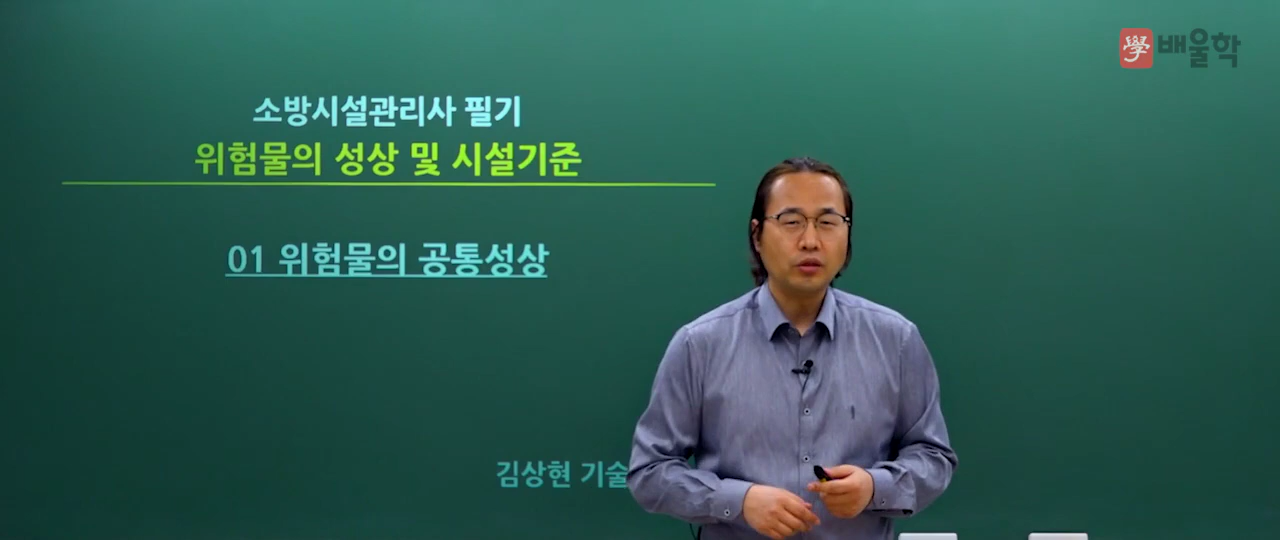 學 배울학
소방시설관리사 필기
위험물의 성상 및 시설기준
01 위험물의 공통성상
김상현 기술